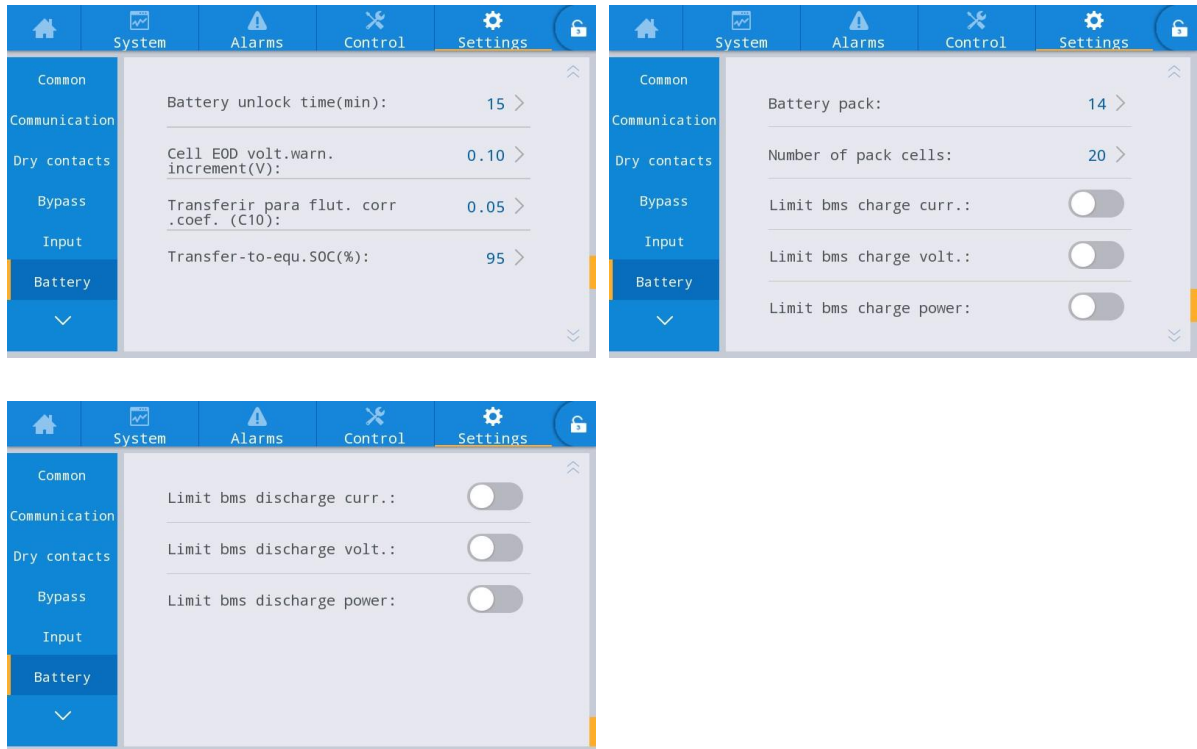 System Alarms Control Settings
Common
Communication
Dry contacts
Bypass
Input
Battery
Battery unlock time(min): 15
Cell EOD volt.warn. 0.10
increment(V):
Transferir para flut. corr 0.05
.coef. (C10):
Transfer-to-equ.SOC(%): 95
System Alarms Control Settings
Common
Communication
Dry contacts
Bypass
Input
Battery
Battery pack: 14
Number of pack cells: 20
Limit bms charge curr.:
Limit bms charge volt.:
Limit bms charge power:
System Alarms Control Settings
Common
Communication
Dry contacts
Bypass
Input
Battery
Limit bms discharge curr.:
Limit bms discharge volt.:
Limit bms discharge power: